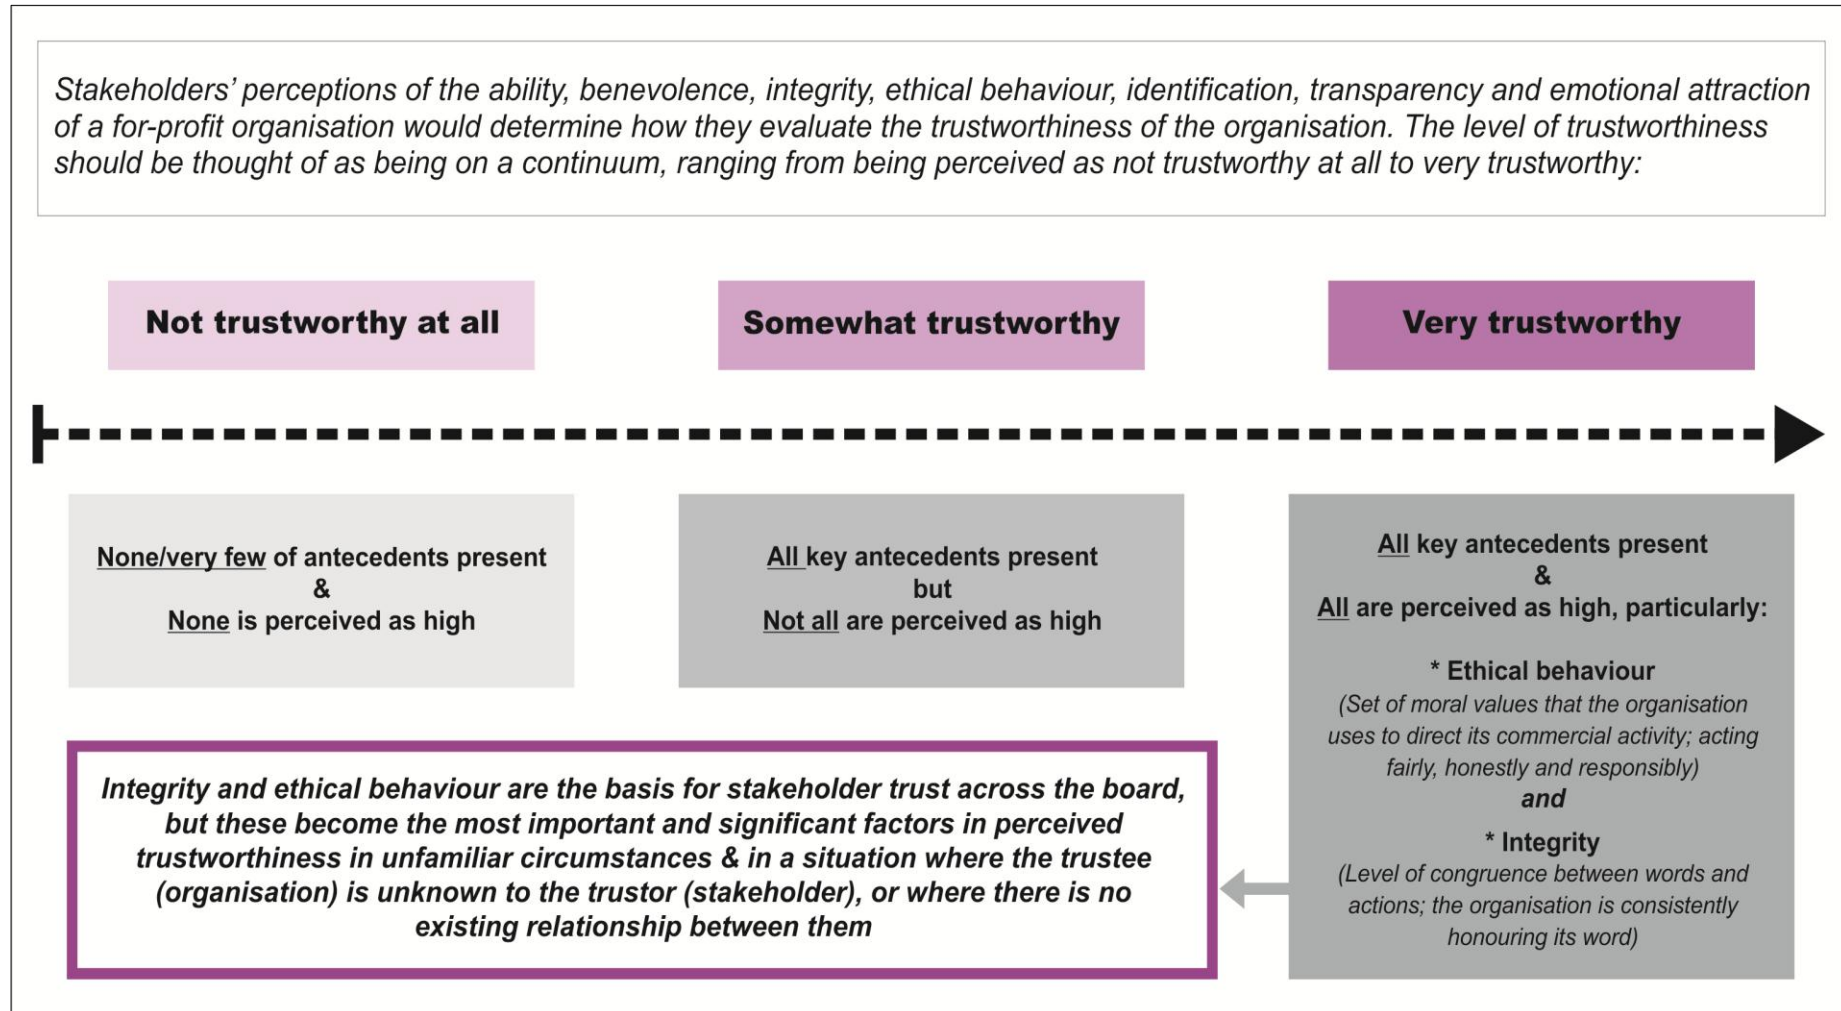 Stakeholders’ perceptions of the ability, benevolence, integrity, ethical behaviour, identification, transparency and emotional attraction
of a for-profit organisation would determine how they evaluate the trustworthiness of the organisation. The level of trustworthiness
should be thought of as being on a continuum, ranging from being perceived as not trustworthy at all to very trustworthy:
Not trustworthy at all
Somewhat trustworthy
Very trustworthy
None/very few of antecedents present
&
None is perceived as high
All key antecedents present
but
Not all are perceived as high
All key antecedents present
&
All are perceived as high, particularly:
* Ethical behaviour
(Set of moral values that the organisation
uses to direct its commercial activity; acting
fairly, honestly and responsibly)
and
* Integrity
(Level of congruence between words and
actions; the organisation is consistently
honouring its word)
Integrity and ethical behaviour are the basis for stakeholder trust across the board,
but these become the most important and significant factors in perceived
trustworthiness in unfamiliar circumstances & in a situation where the trustee
(organisation) is unknown to the trustor (stakeholder), or where there is no
existing relationship between them